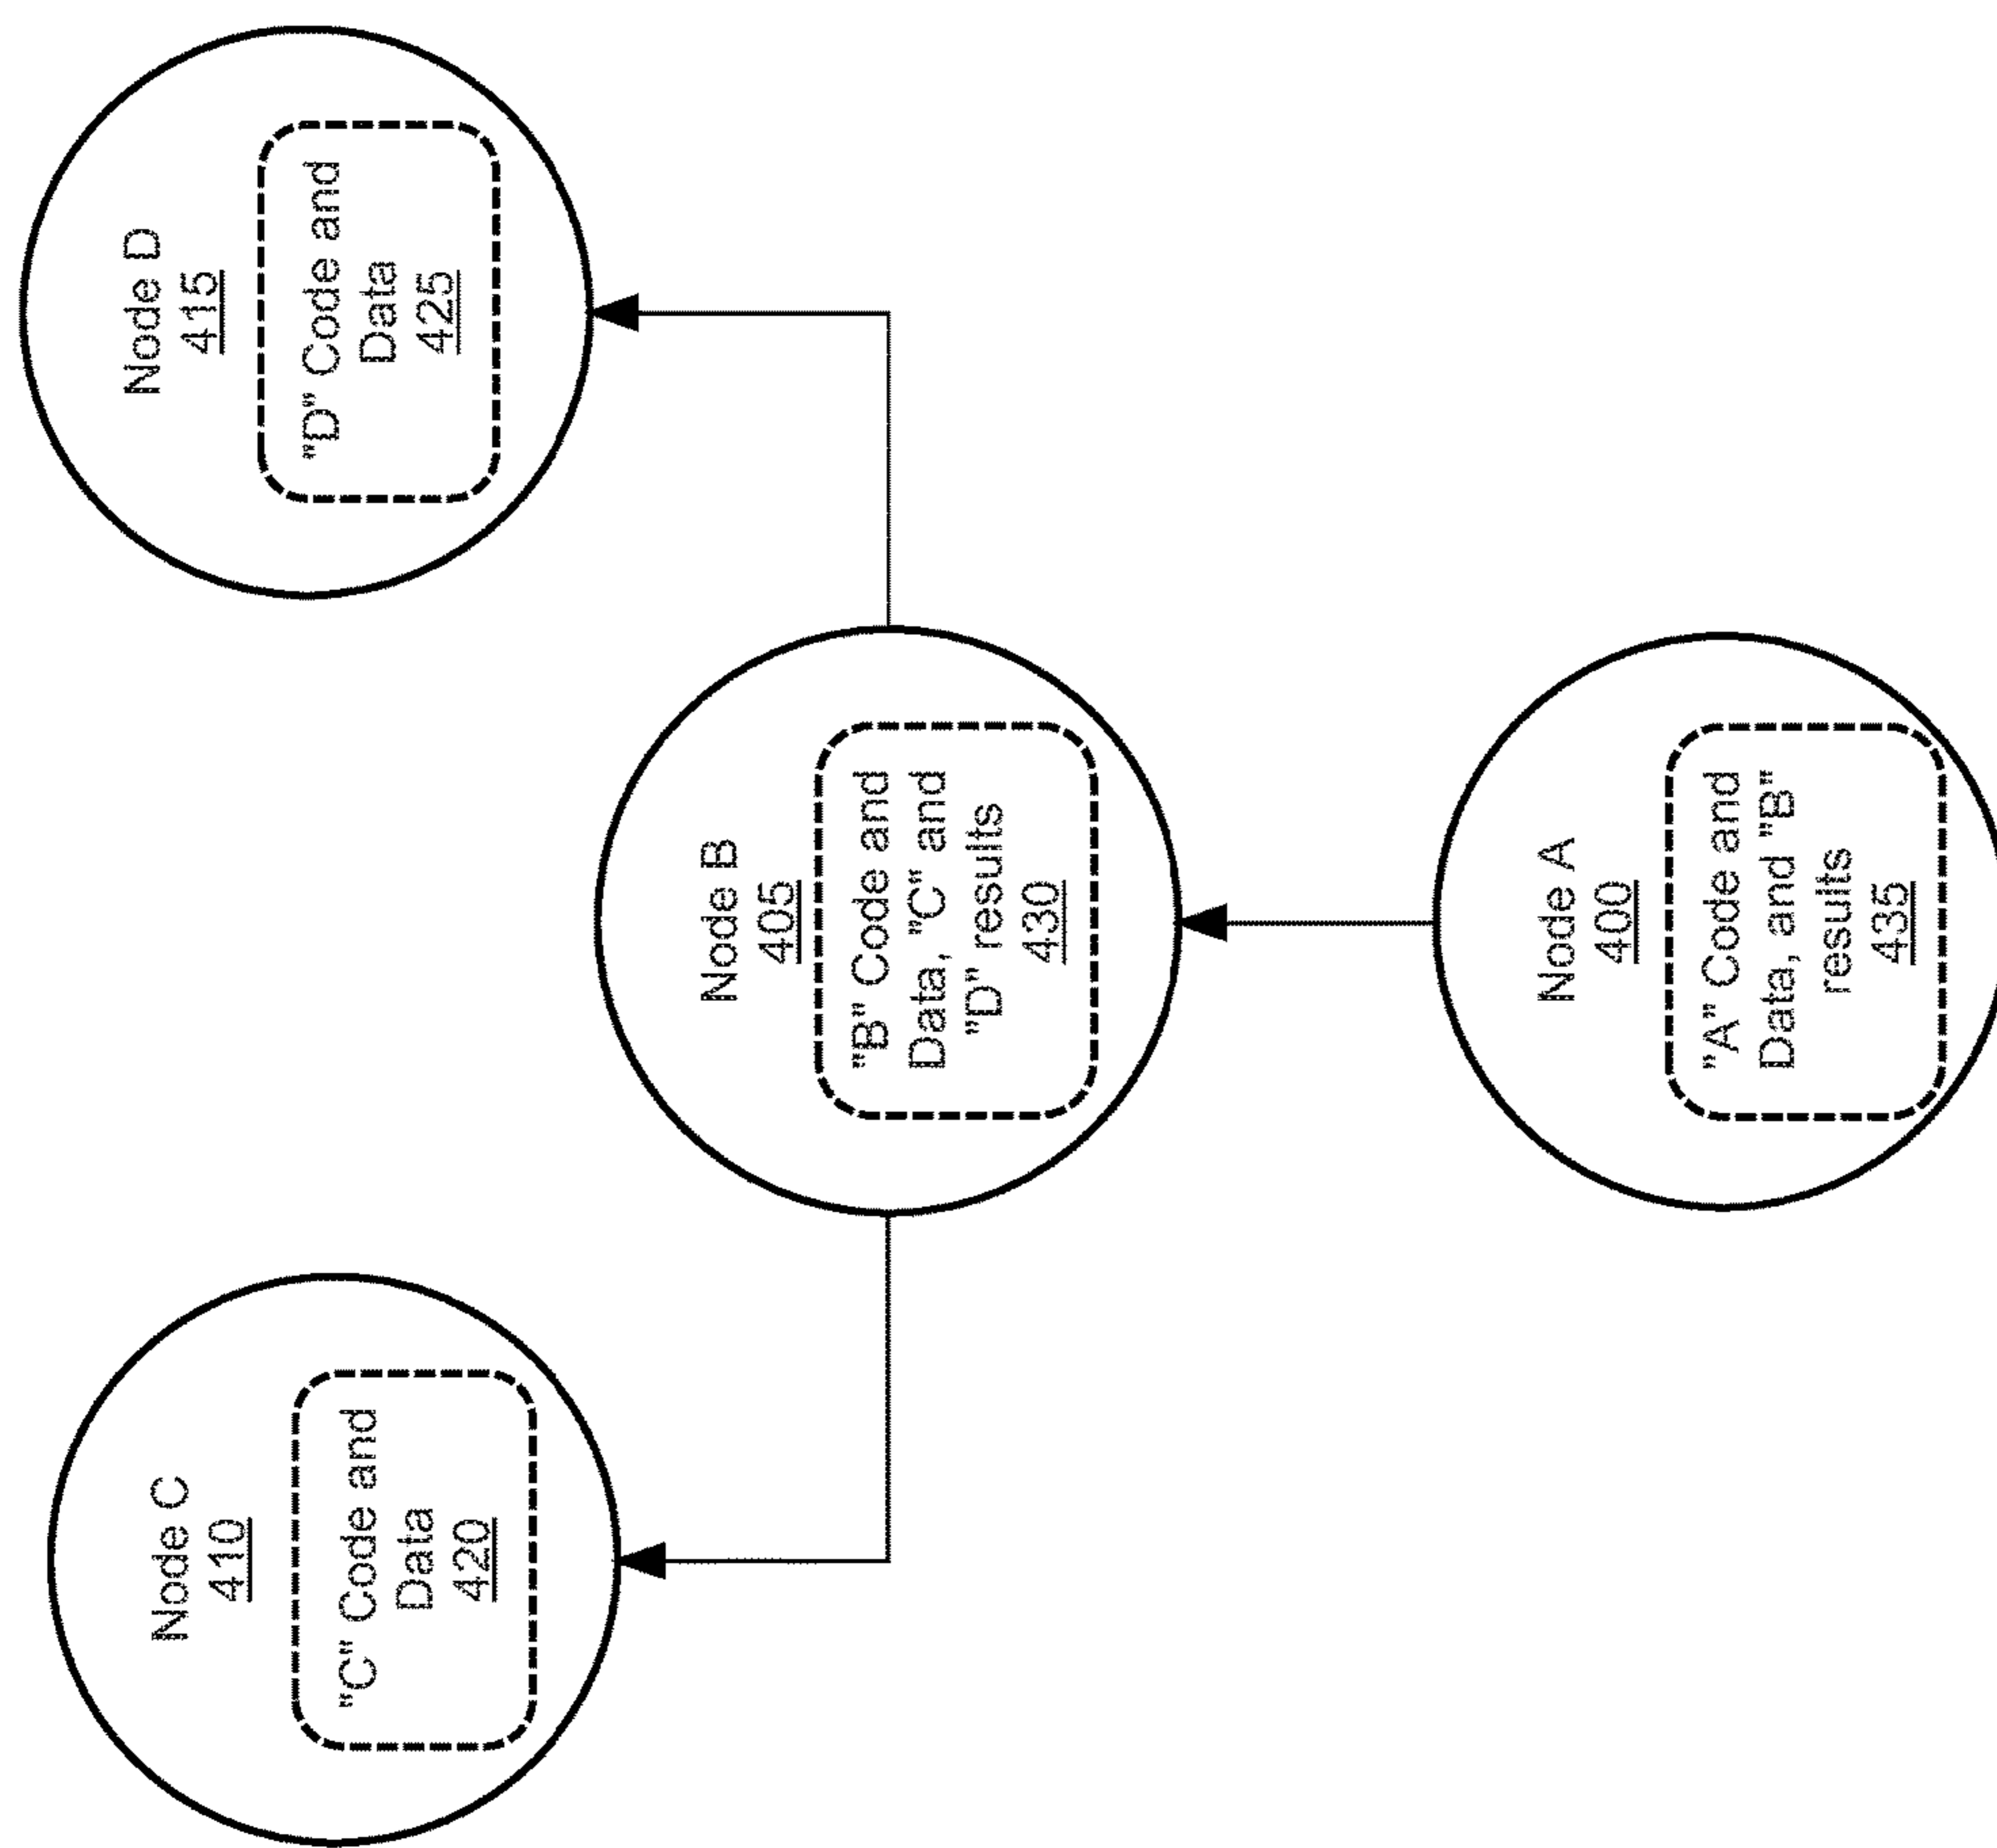 Node C
410
"C" Code and
Data
420
Node D
415
"D" Code and
Data
425
Node B
405
"B" Code and
Data, "C" and
"D" results
430
Node A
400
"A" Code and
Data, and "B"
results
435